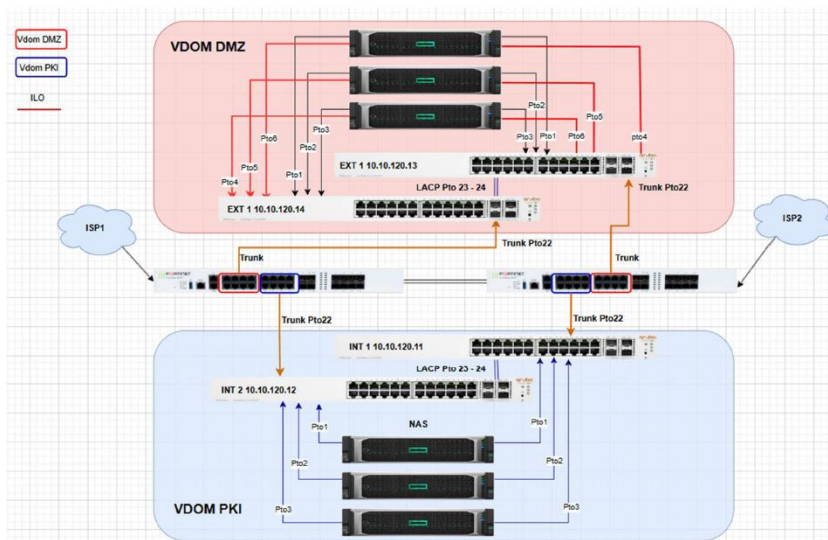 VDOM DMZ
Vdom DMZ
Vdom PKI
ILO
Pto6
Pto5
Pto4
Pto3
Pto2
Pto1
Pto2
Pto1
Pto3
Pto5
Pto6
pto4
EXT 1 10.10.120.13
LACP Pto 23 - 24
Trunk Pto22
EXT 1 10.10.120.14
Trunk Pto22
ISP1
ISP2
Trunk
Trunk
FORTINET
FORTINET
Trunk Pto22
Trunk Pto22
INT 1 10.10.120.11
LACP Pto 23 - 24
INT 2 10.10.120.12
NAS
Pto1
Pto2
Pto3
Pto1
Pto2
Pto3
VDOM PKI